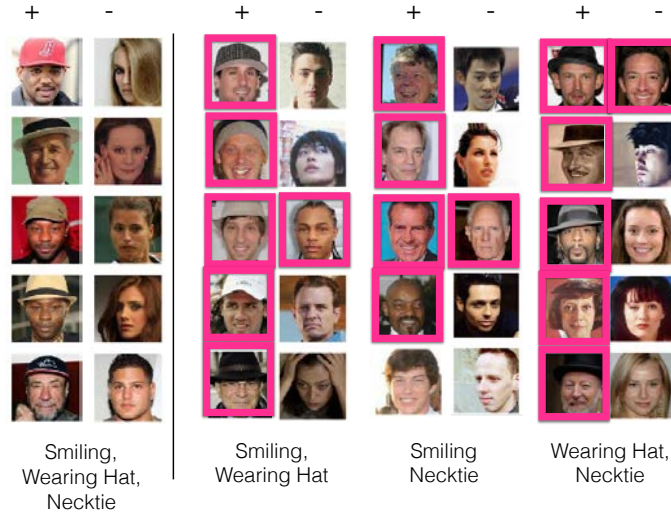 + - + - + - + -
Smiling,
Wearing Hat,
Necktie
Smiling,
Wearing Hat
Smiling
Necktie
Wearing Hat,
Necktie